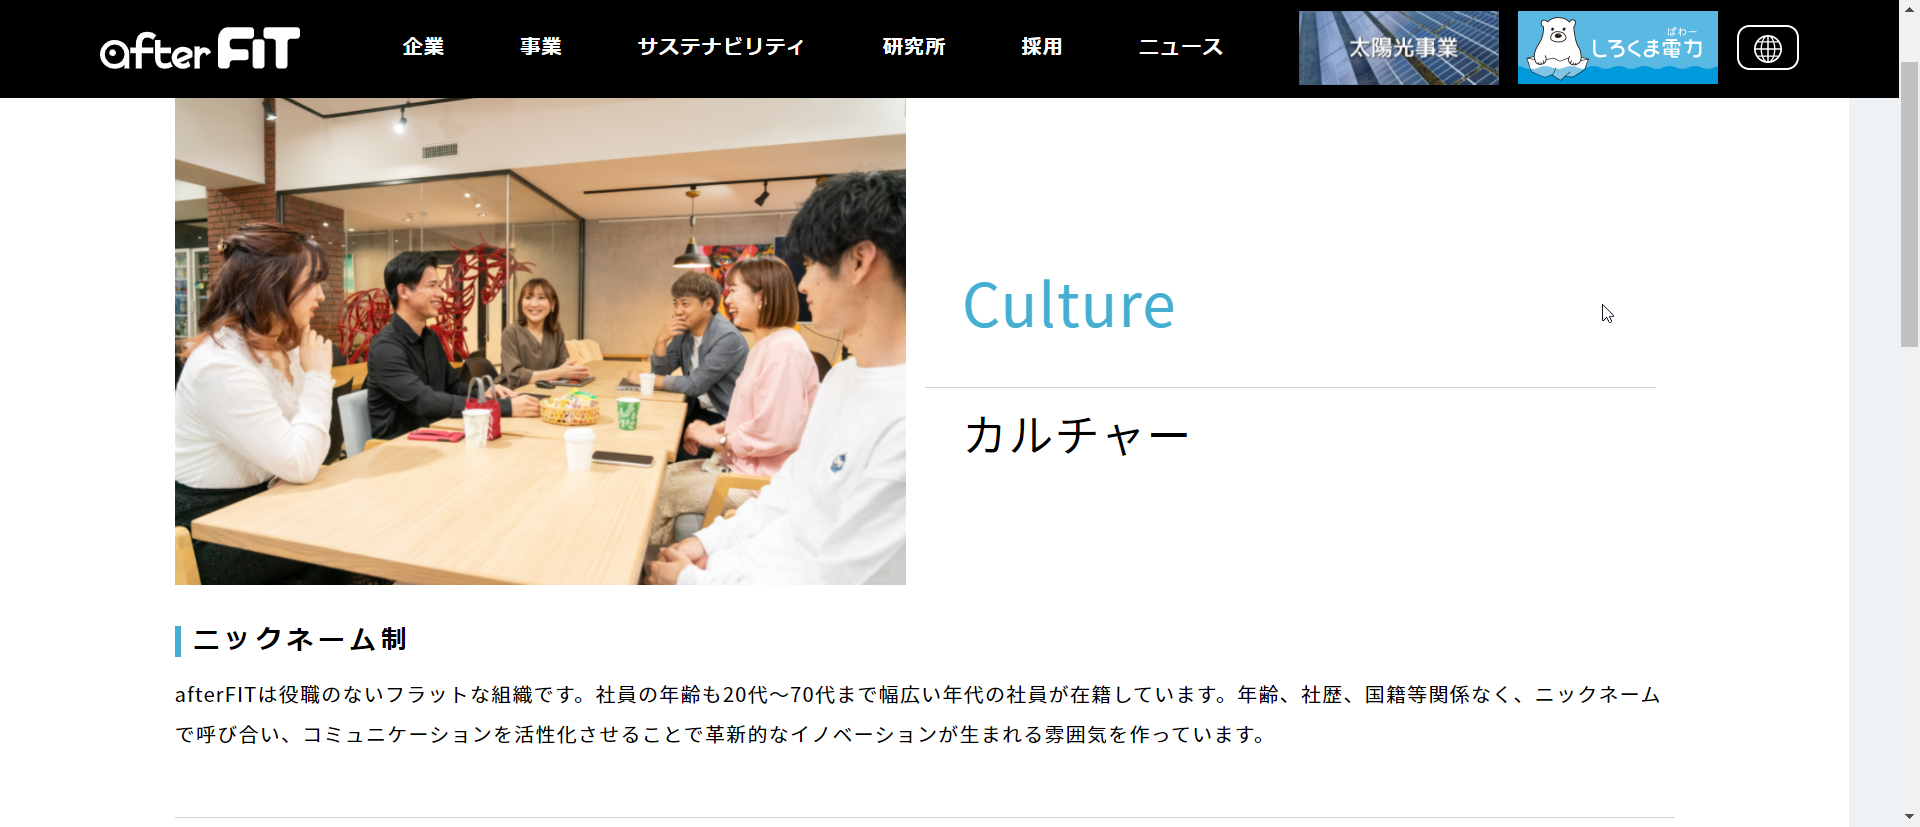 afterFIT
企業
事業
サステナビリティ
研究所
採用
ニュース
太陽光事業
ぱわー
しろくま電力
Culture
カルチャー
ニックネーム制
afterFITは役職のないフラットな組織です。社員の年齢も20代〜70代まで幅広い年代の社員が在籍しています。年齢、社歴、国籍等関係なく、ニックネーム
で呼び合い、コミュニケーションを活性化させることで革新的なイノベーションが生まれる雰囲気を作っています。